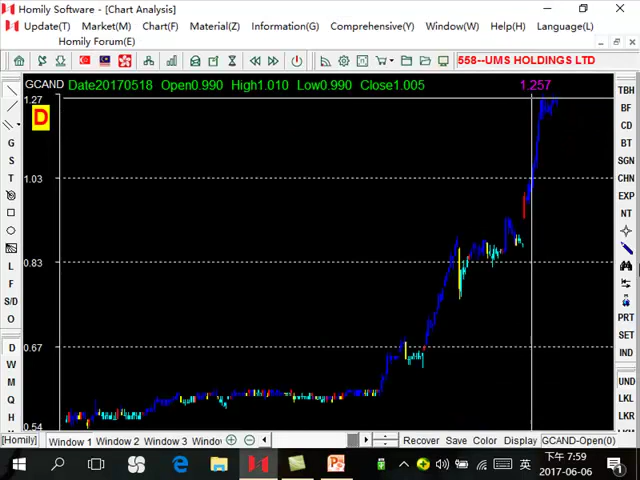 Homily Software - [Chart Analysis]
Update(T) Market(M) Chart(F) Material(Z) Information(G) Comprehensive(Y) Window(W) Help(H) Language(L)
Homily Forum(E)
558--UMS HOLDINGS LTD
GCAND Date20170518 Open0.990 High1.010 Low0.990 Close1.005 1.257
1.27
D
1.03
0.83
0.67
0.54
G
S
T
L
F
S/D
O
D
W
M
Q
H
TBH
BF
CD
BT
SGN
CHN
EXP
NT
PRT
SET
IND
UND
LKL
LKR
LKM
[Homily] Window 1 Window 2 Window 3 Windov Recover Save Color Display GCAND-Open(0)
英 下午 7:59
2017-06-06
1